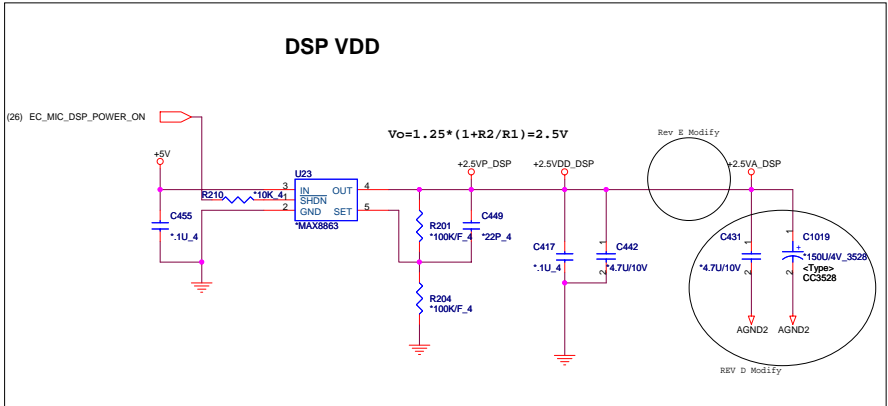 DSP VDD
(26) EC_MIC_DSP_POWER_ON
Vo=1.25*(1+R2/R1)=2.5V
Rev E Modify
+5V
+2.5VP_DSP
+2.5VDD_DSP
+2.5VA_DSP
U23
R210
*10K_4
3
1
2
IN
SHDN
GND
OUT
SET
4
5
*MAX8863
C455
*.1U_4
R201
*100K/F_4
C449
*22P_4
R204
*100K/F_4
C417
*.1U_4
1
C442
2
*4.7U/10V
C431
1
2
*4.7U/10V
1
C1019
+
*150U/4V_3528
<Type>
CC3528
2
AGND2
AGND2
REV D Modify